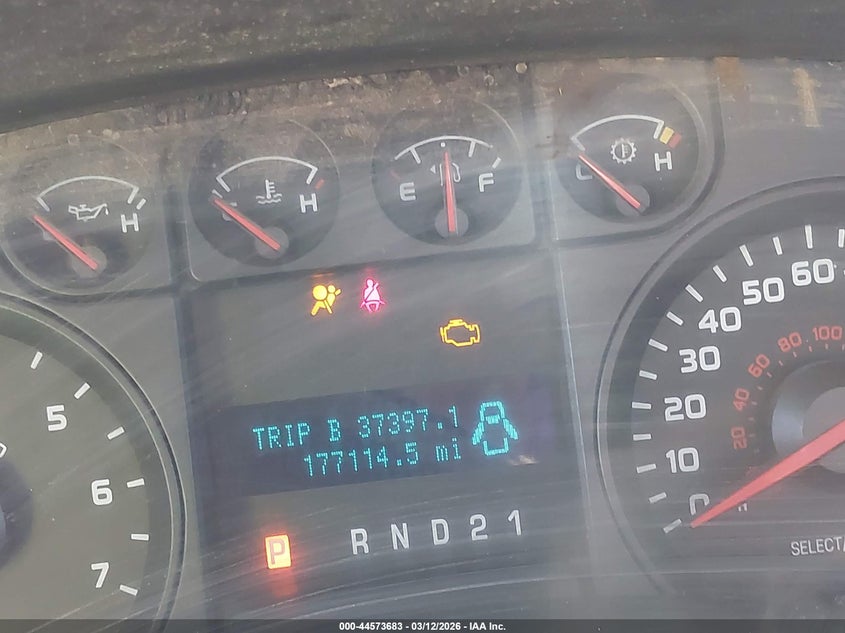 H
H
E F
C H
5
6
7
0 10 20 30 40 50 60
20 40 60 80 100
TRIP B 37397.1
177114.5 mi
P R N D 2 1
SELECT/
000-44573683 - 03/12/2026 - IAA Inc.